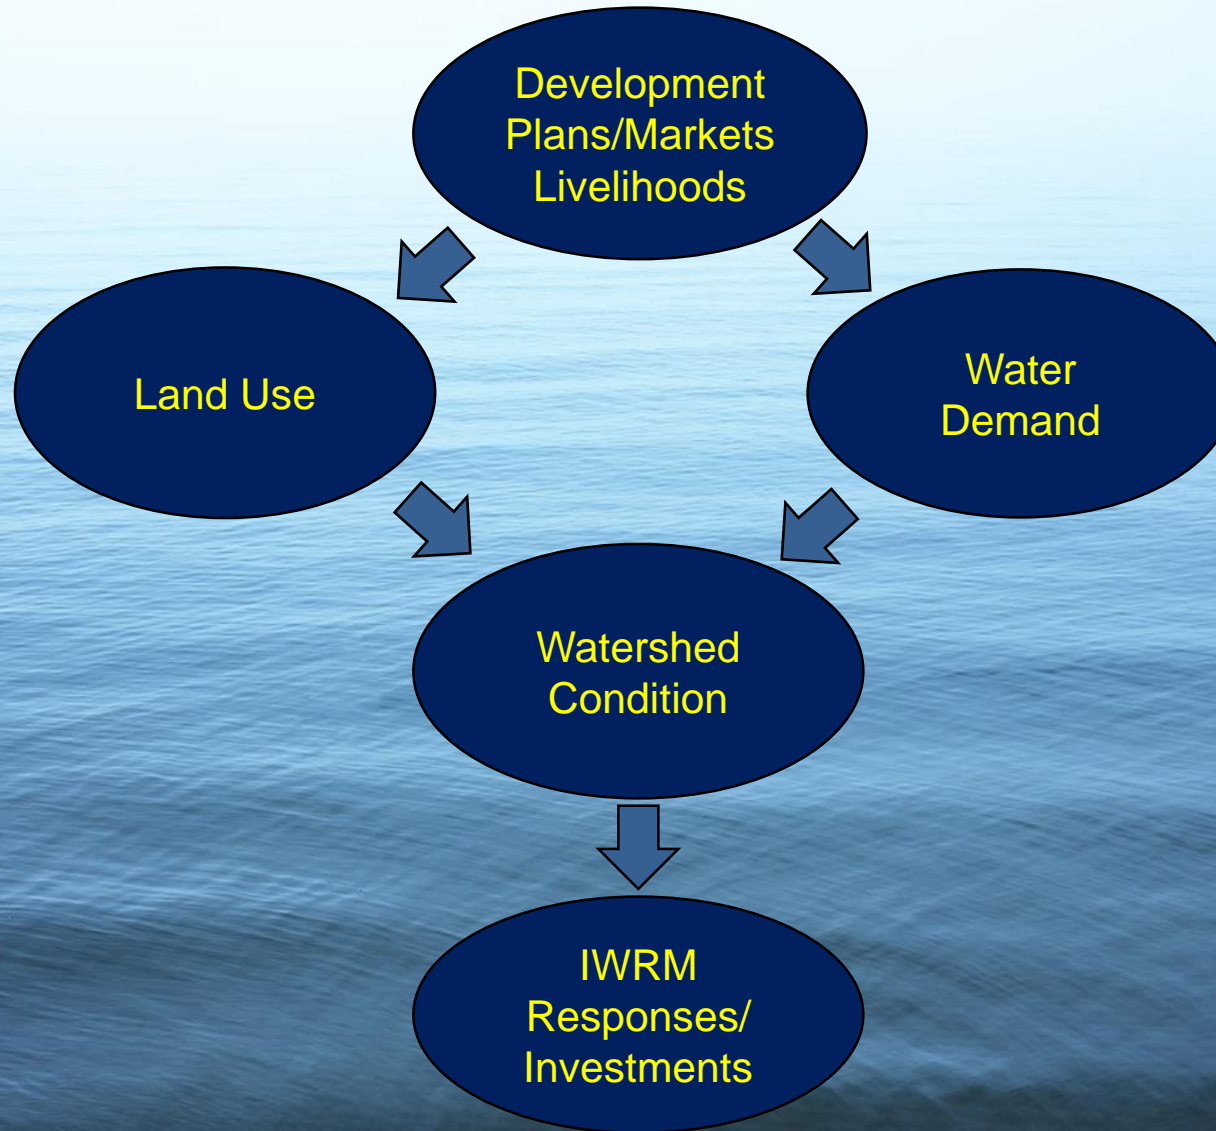 Development
Plans/Markets
Livelihoods
Land Use
Water
Demand
Watershed
Condition
IWRM
Responses/
Investments